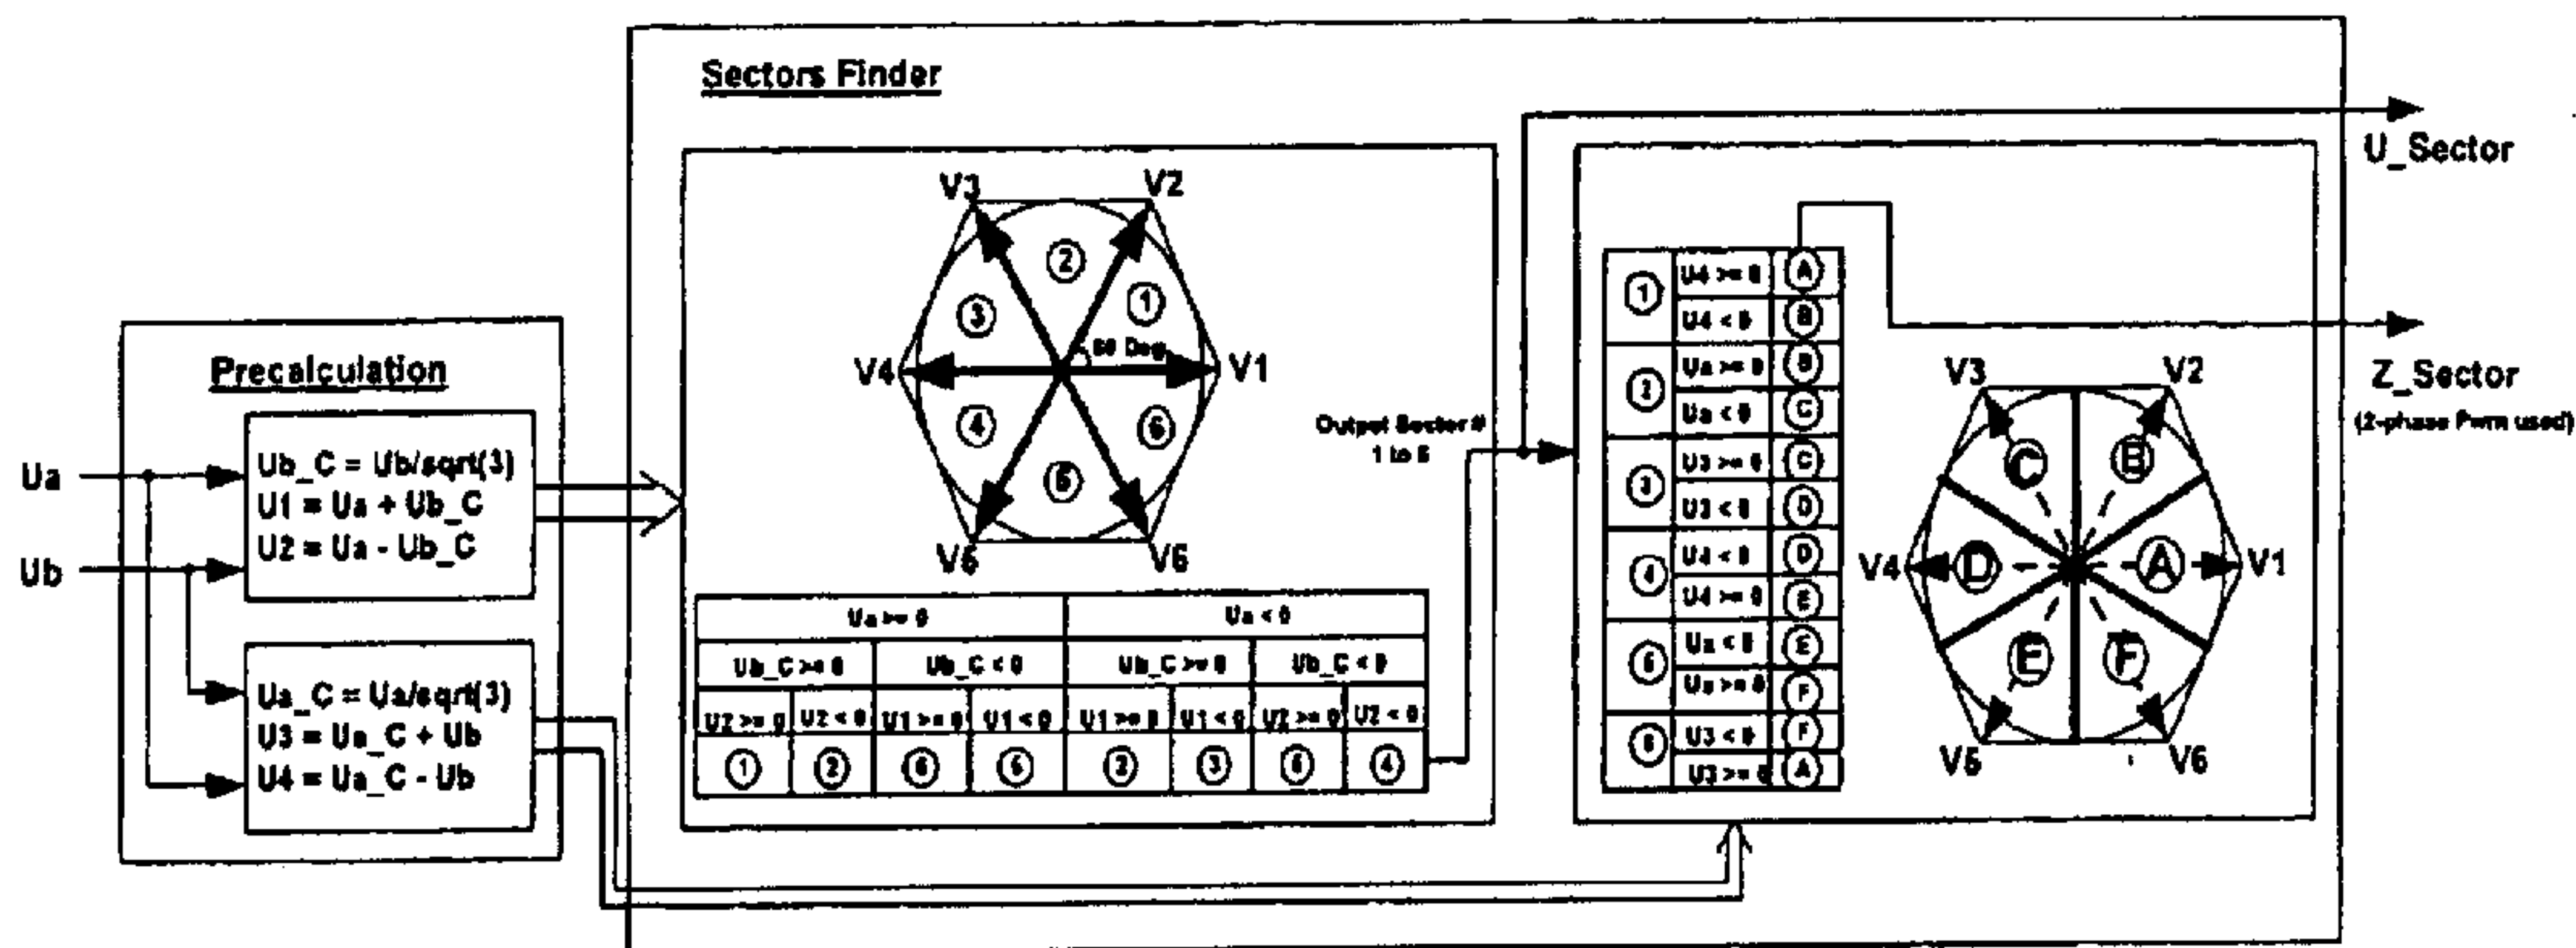 Sectors Finder
U_Sector
Z_Sector
(2-phase Pwm used)
Precalculation
Ua
Ub
Ub_C = Ub/sqrt(3)
U1 = Ua + Ub_C
U2 = Ua - Ub_C
Ua_C = Ua/sqrt(3)
U3 = Ua_C + Ub
U4 = Ua_C - Ub
V3 V2
2
3 1
V4 Deg V1
4 6
5
V5 V6
Ua >= 0 Ua < 0
Ub_C >= 0 Ub_C < 0 Ub_C >= 0 Ub_C < 0
U2 >= 0 U2 < 0 U1 >= 0 U1 < 0 U1 >= 0 U1 < 0 U2 >= 0 U2 < 0
1 2 6 5 2 3 5 4
Output Sector #
1 to 6
1 U4 >= 0 A
U4 < 0 B
2 Ua >= 0 B
Ua < 0 C
3 U3 >= 0 C
U3 < 0 D
4 U4 < 0 D
U4 >= 0 E
5 Ua < 0 E
Ua >= 0 F
6 U3 < 0 F
U3 >= 0 A
V3 V2
C B
V4 D A V1
E F
V5 V6